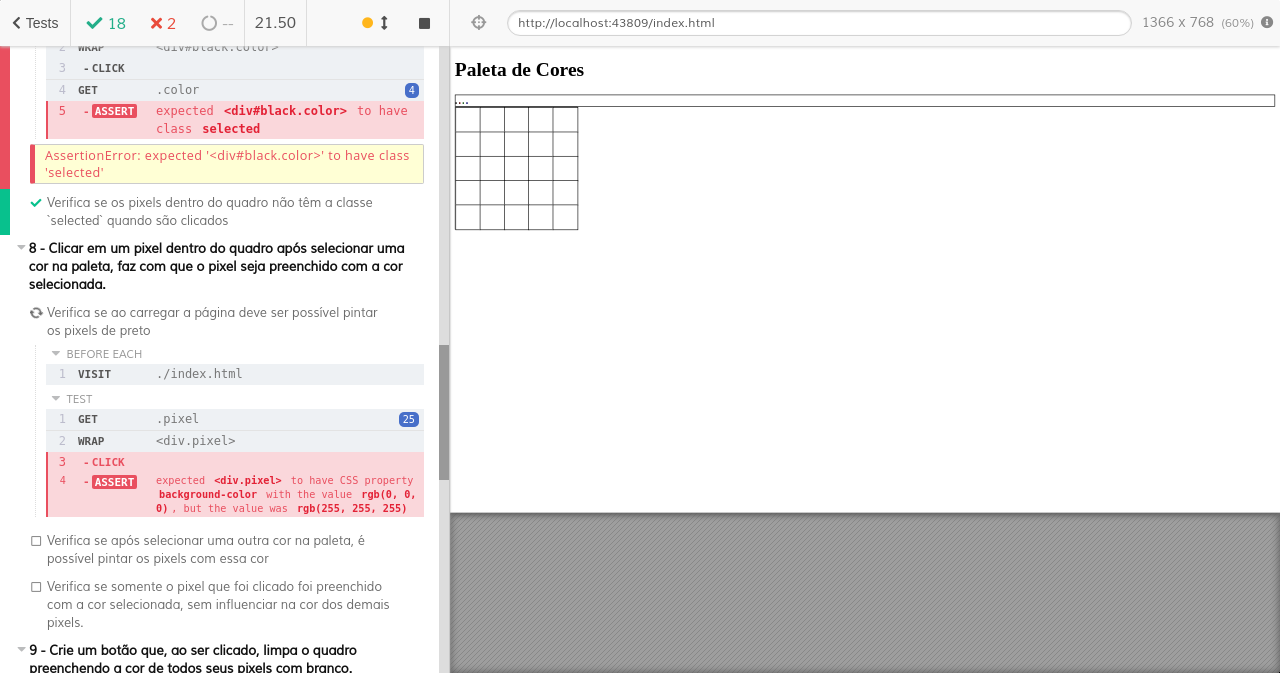 Tests 18 2 -- 21.50
http://localhost:43809/index.html 1366 x 768 (60%)
2 WRAP <div#black.color>
3 - CLICK
4 GET .color 4
5 - ASSERT expected <div#black.color> to have
class selected
AssertionError: expected '<div#black.color>' to have class
'selected'
Verifica se os pixels dentro do quadro não têm a classe
`selected` quando são clicados
8 - Clicar em um pixel dentro do quadro após selecionar uma
cor na paleta, faz com que o pixel seja preenchido com a cor
selecionada.
Verifica se ao carregar a página deve ser possível pintar
os pixels de preto
BEFORE EACH
1 VISIT ./index.html
TEST
1 GET .pixel 25
2 WRAP <div.pixel>
3 - CLICK
4 - ASSERT expected <div.pixel> to have CSS property
background-color with the value rgb(0, 0,
0) , but the value was rgb(255, 255, 255)
Verifica se após selecionar uma outra cor na paleta, é
possível pintar os pixels com essa cor
Verifica se somente o pixel que foi clicado foi preenchido
com a cor selecionada, sem influenciar na cor dos demais
pixels.
9 - Crie um botão que, ao ser clicado, limpa o quadro
preenchendo a cor de todos seus pixels com branco.
Paleta de Cores
....